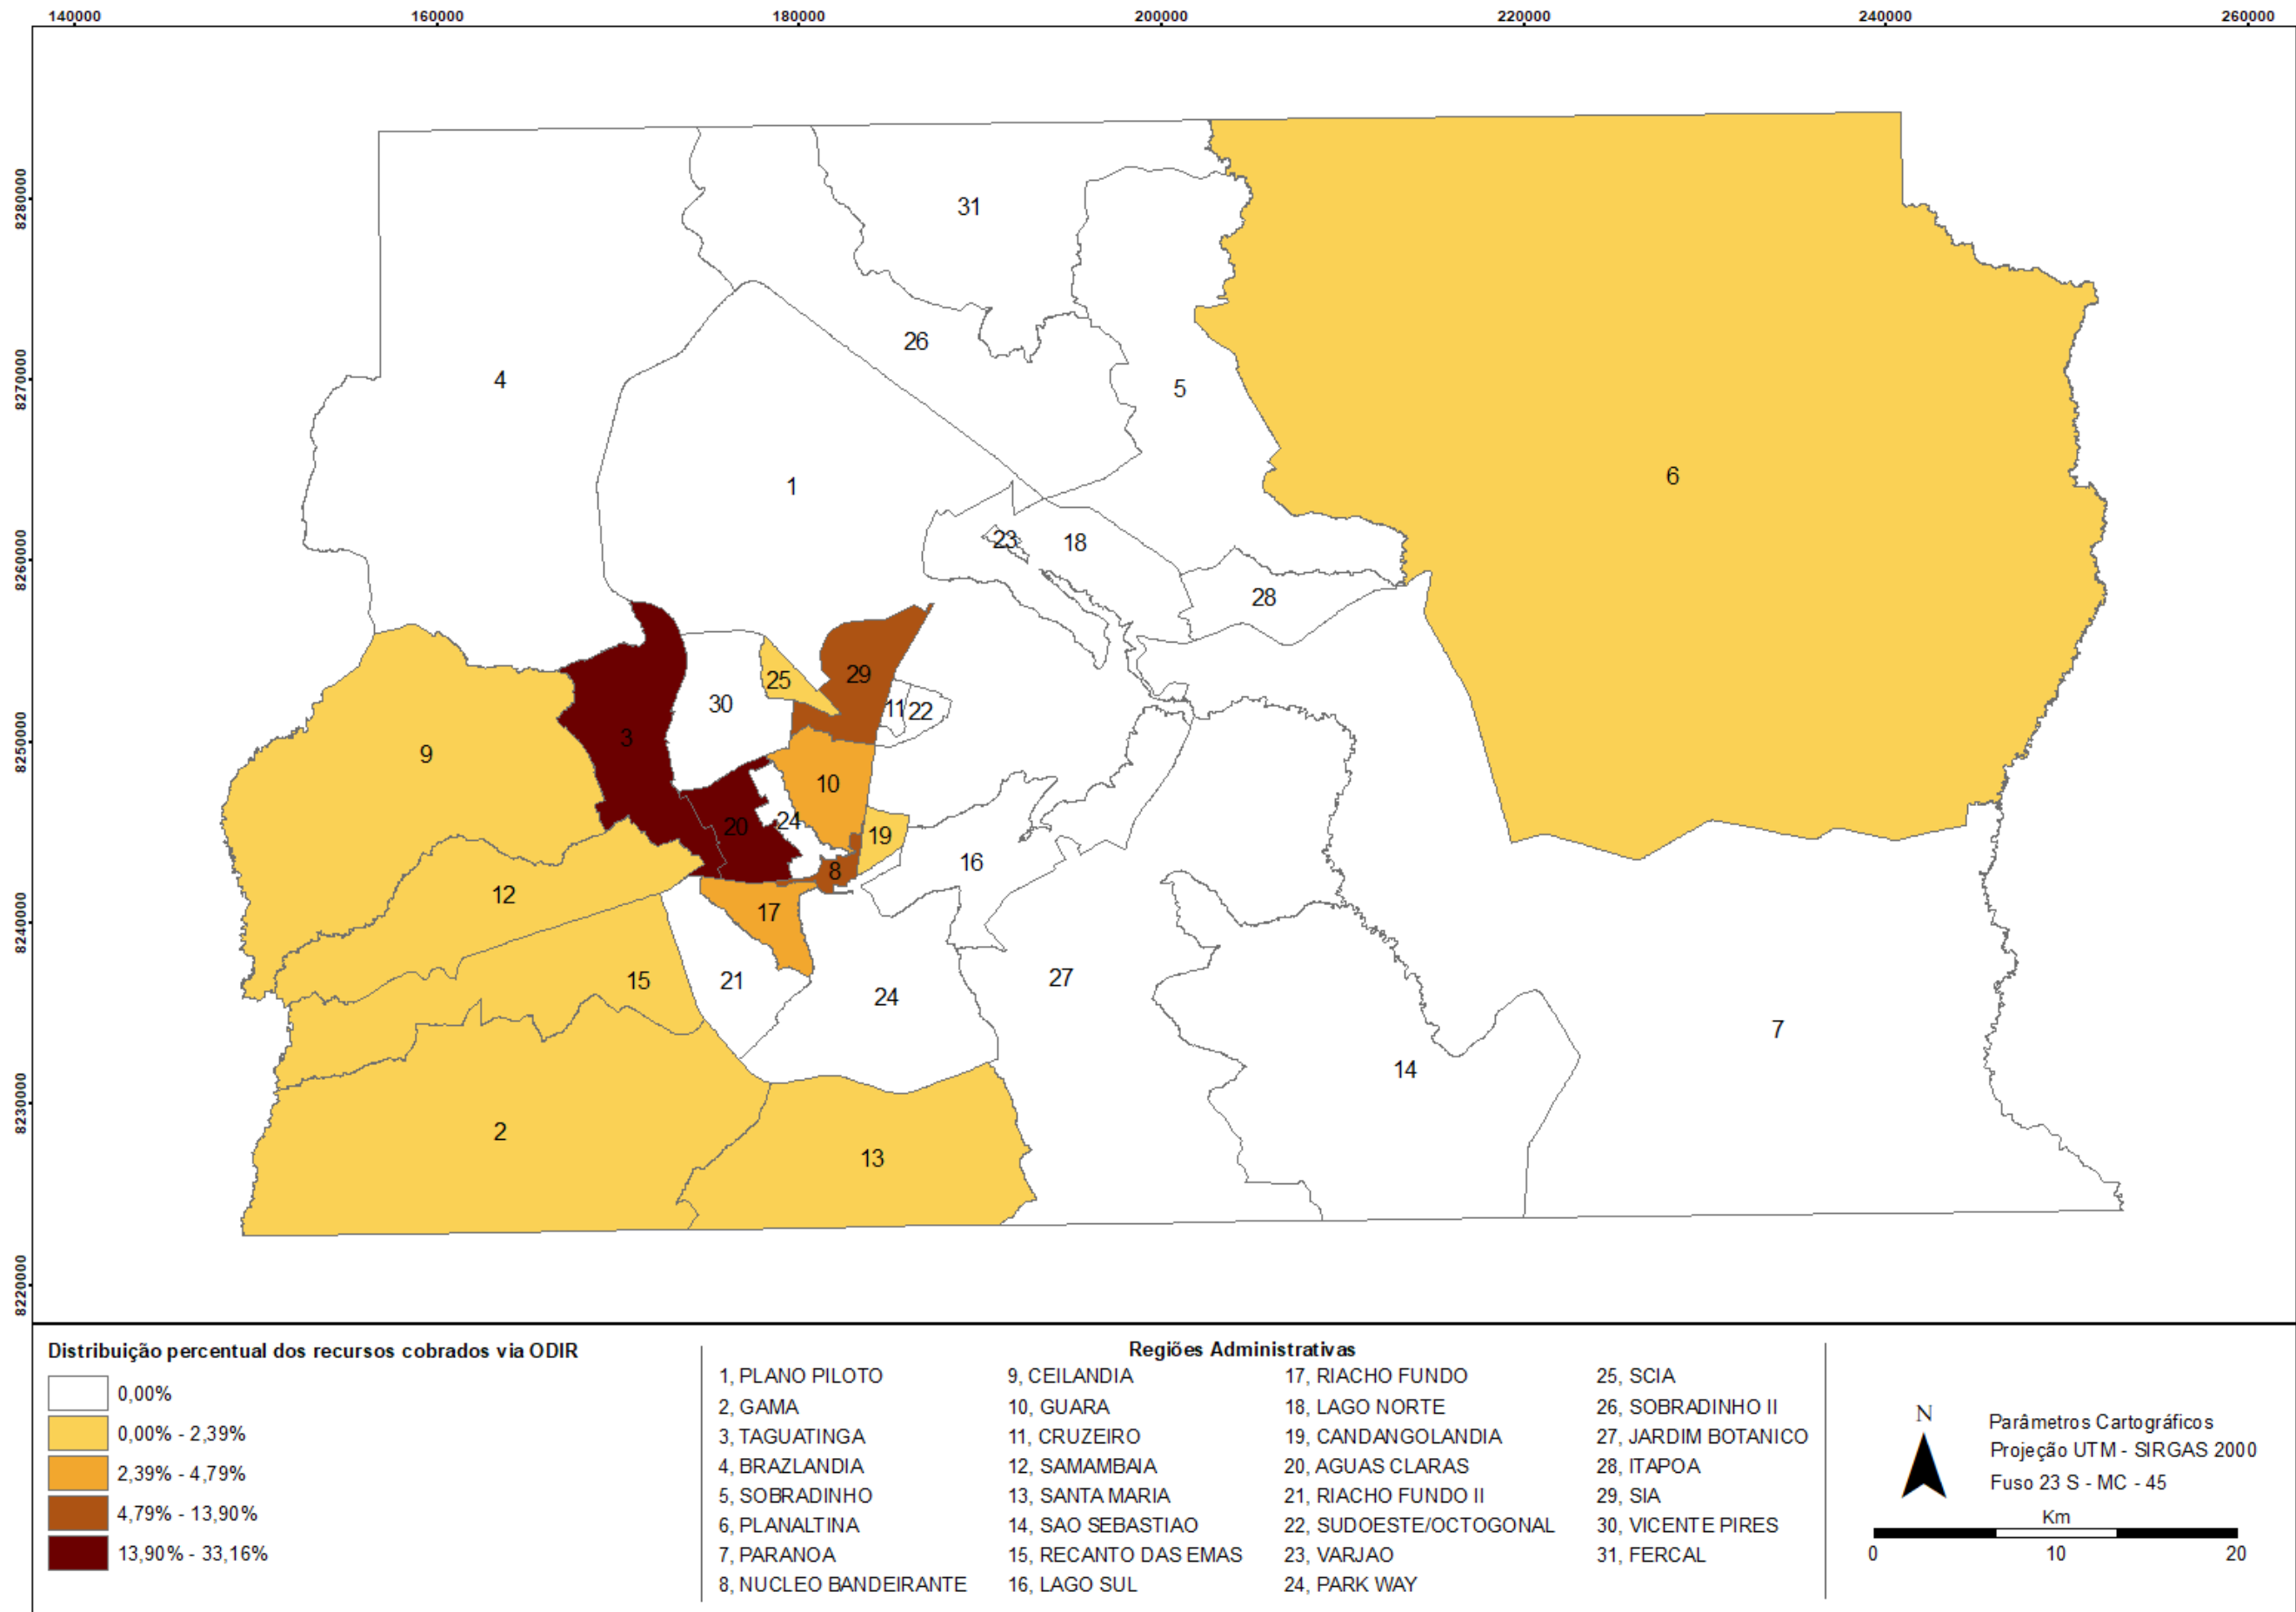 140000 160000 180000 200000 220000 240000 260000
8280000
8270000
8260000
8250000
8240000
8230000
8220000
31
26
4
5
6
1
23
18
28
29
25
30
11
22
3
9
10
20
24
19
16
8
12
17
15
21
27
24
7
14
2
13
Distribuição percentual dos recursos cobrados via ODIR
0,00%
0,00% - 2,39%
2,39% - 4,79%
4,79% - 13,90%
13,90% - 33,16%
Regiões Administrativas
1, PLANO PILOTO
2, GAMA
3, TAGUATINGA
4, BRAZLANDIA
5, SOBRADINHO
6, PLANALTINA
7, PARANOA
8, NUCLEO BANDEIRANTE
9, CEILANDIA
10, GUARA
11, CRUZEIRO
12, SAMAMBAIA
13, SANTA MARIA
14, SAO SEBASTIAO
15, RECANTO DAS EMAS
16, LAGO SUL
17, RIACHO FUNDO
18, LAGO NORTE
19, CANDANGOLANDIA
20, AGUAS CLARAS
21, RIACHO FUNDO II
22, SUDOESTE/OCTOGONAL
23, VARJAO
24, PARK WAY
25, SCIA
26, SOBRADINHO II
27, JARDIM BOTANICO
28, ITAPOA
29, SIA
30, VICENTE PIRES
31, FERCAL
N
Parâmetros Cartográficos
Projeção UTM - SIRGAS 2000
Fuso 23 S - MC - 45
Km
0 10 20